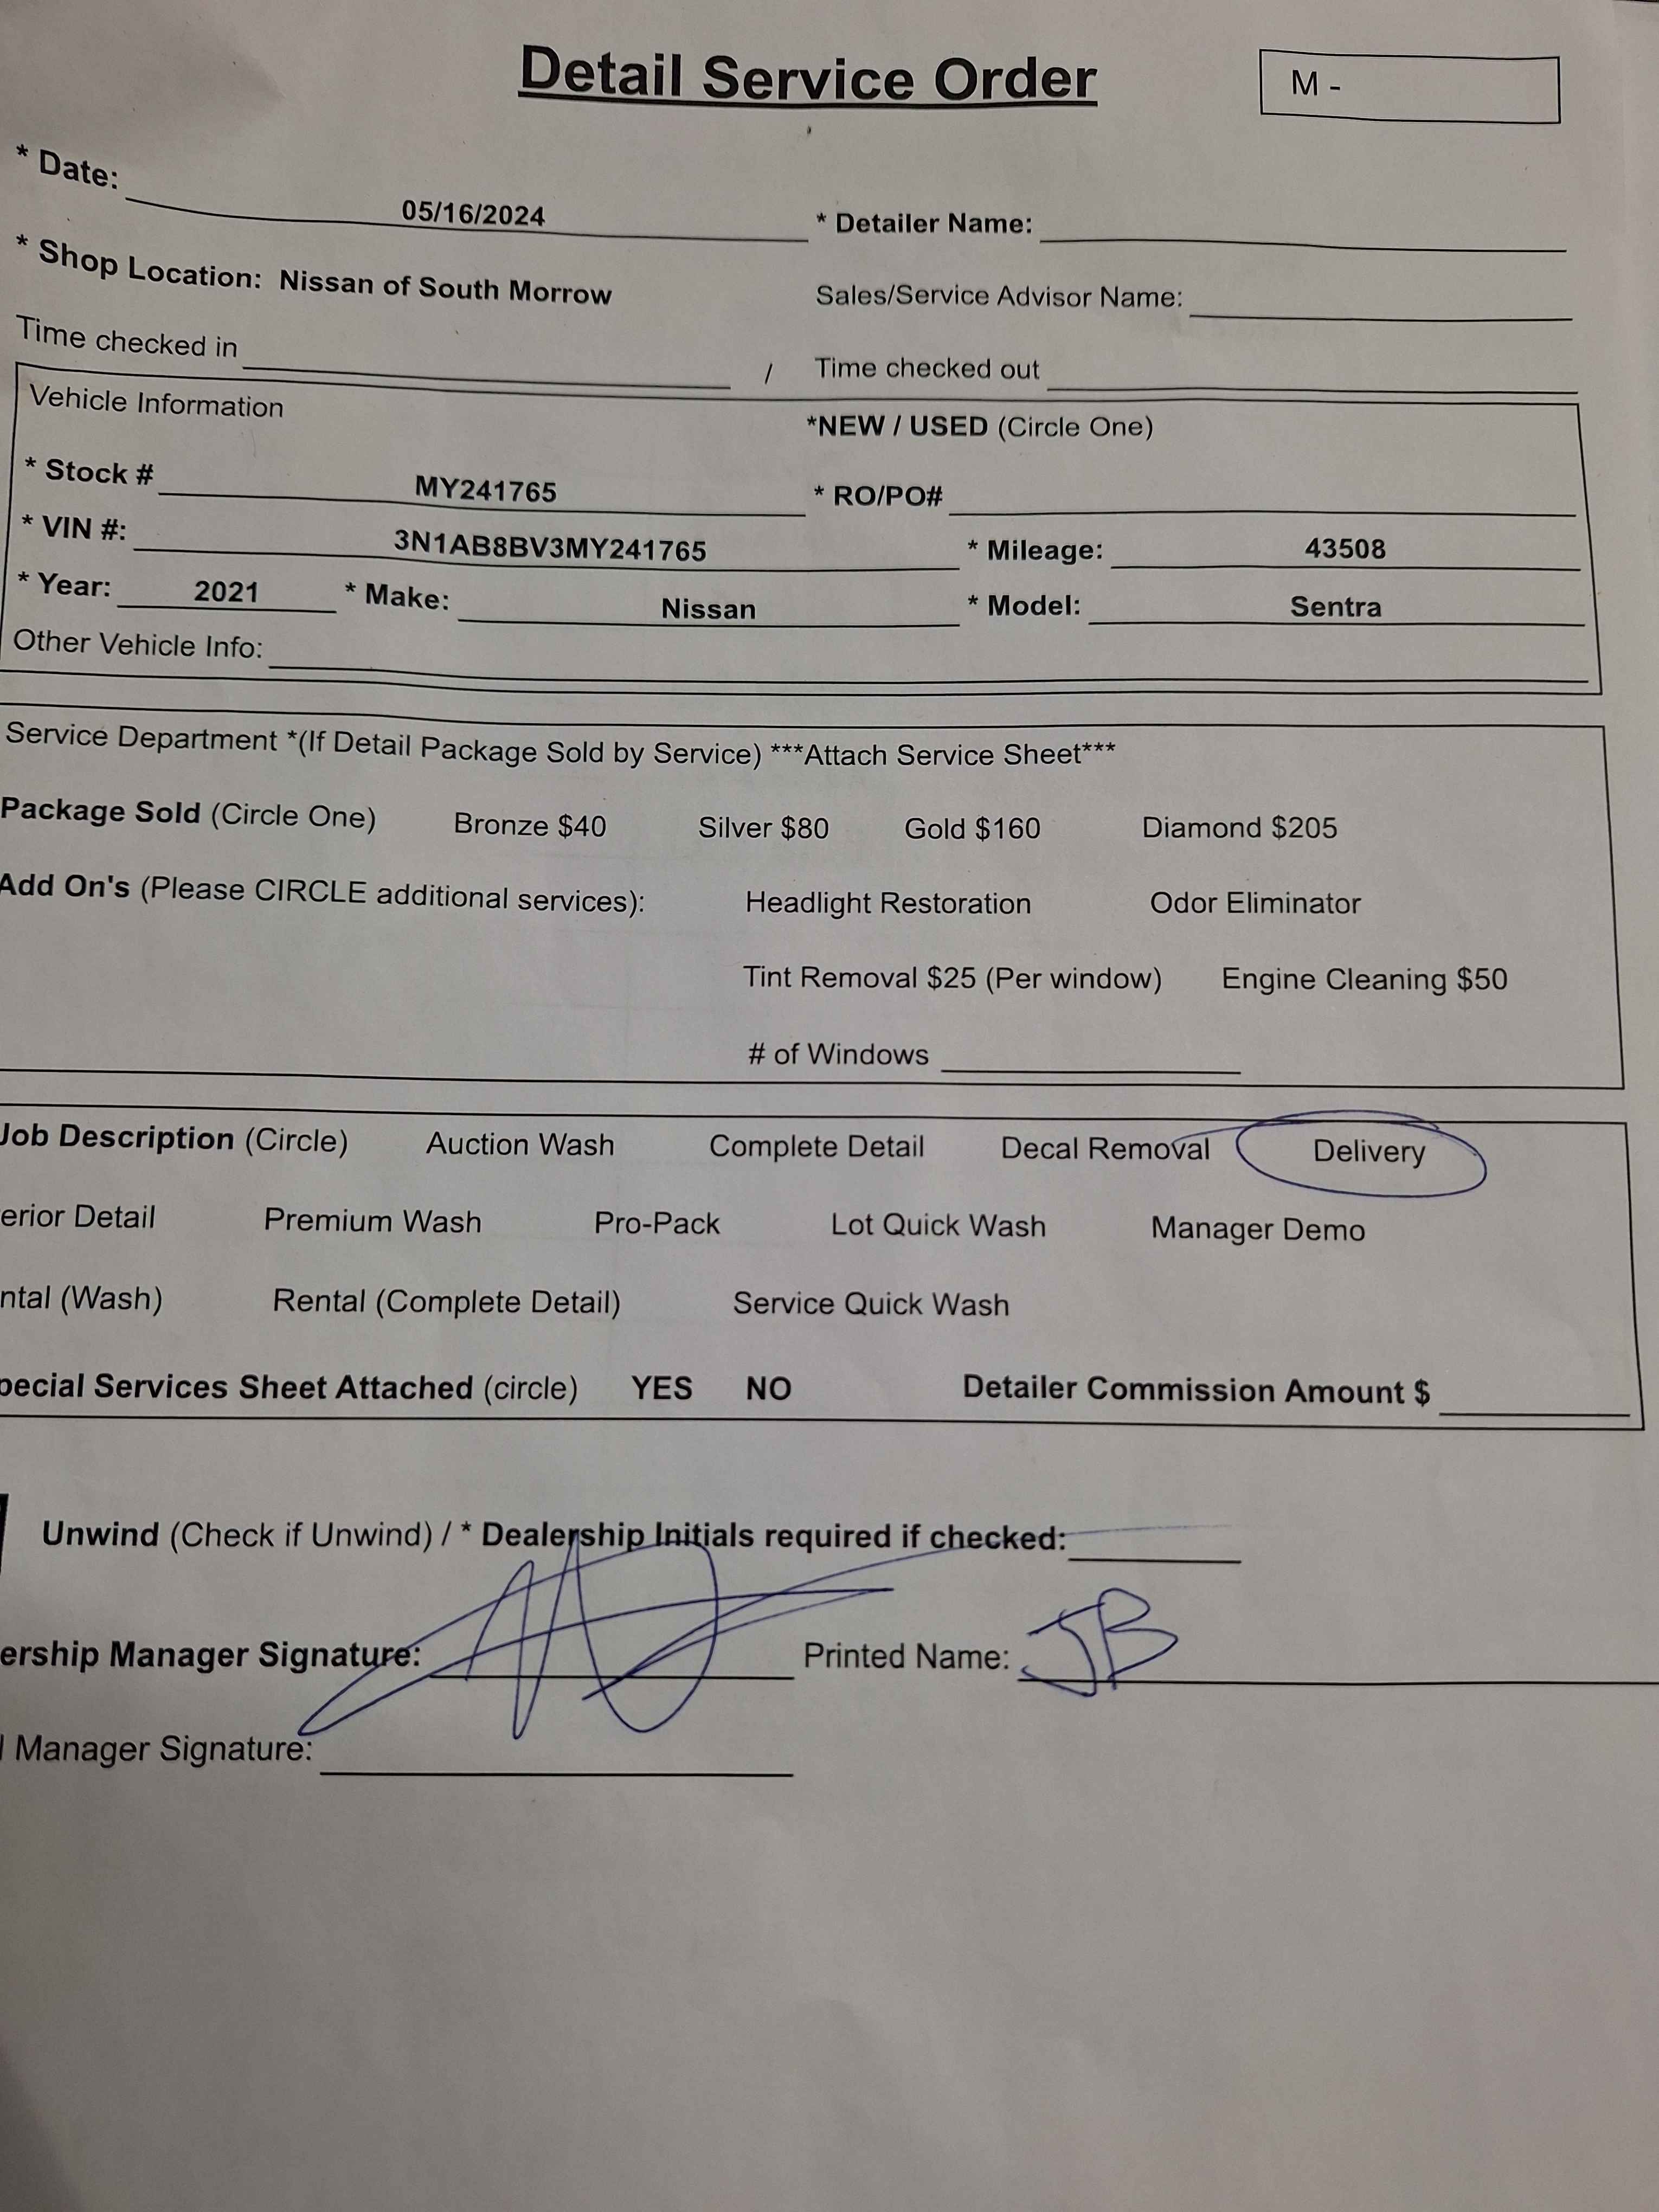 Detail Service Order
M -
* Date: 05/16/2024 * Detailer Name:
* Shop Location: Nissan of South Morrow Sales/Service Advisor Name:
Time checked in / Time checked out
Vehicle Information *NEW / USED (Circle One)
* Stock # MY241765 * RO/PO#
* VIN #: 3N1AB8BV3MY241765 * Mileage: 43508
* Year: 2021 * Make: Nissan * Model: Sentra
Other Vehicle Info:
Service Department *(If Detail Package Sold by Service) ***Attach Service Sheet***
Package Sold (Circle One) Bronze $40 Silver $80 Gold $160 Diamond $205
Add On's (Please CIRCLE additional services): Headlight Restoration Odor Eliminator
Tint Removal $25 (Per window) Engine Cleaning $50
# of Windows
Job Description (Circle) Auction Wash Complete Detail Decal Removal Delivery
erior Detail Premium Wash Pro-Pack Lot Quick Wash Manager Demo
ntal (Wash) Rental (Complete Detail) Service Quick Wash
pecial Services Sheet Attached (circle) YES NO Detailer Commission Amount $
Unwind (Check if Unwind) / * Dealership Initials required if checked:
ership Manager Signature: Printed Name: JB
Manager Signature: